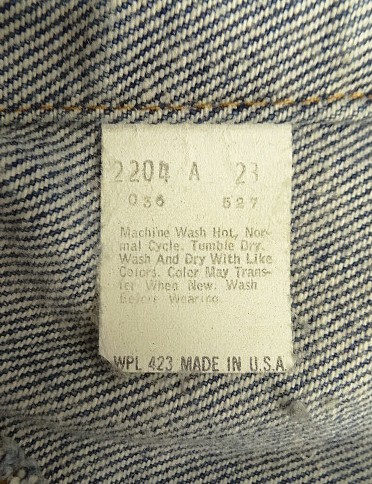 2204 A 23
036 527
Machine Wash Hot, Nor-
mal Cycle. Tumble Dry.
Wash And Dry With Like
Colors. Color May Trans-
fer When New. Wash
Before Wearing.
WPL 423 MADE IN U.S.A.